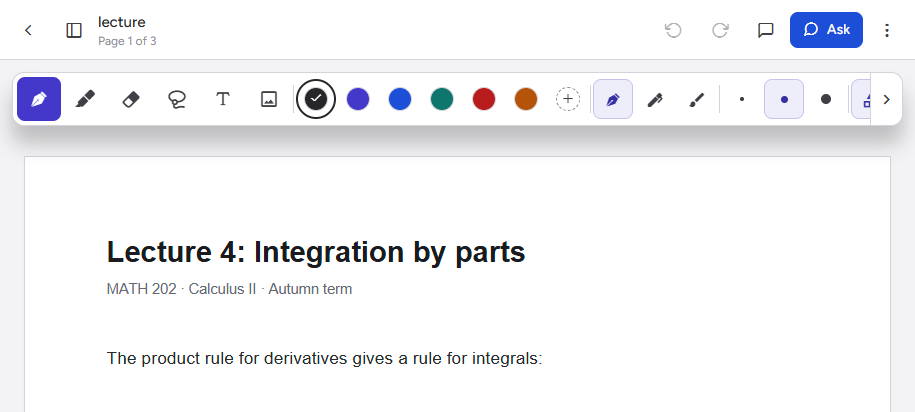 lecture
Page 1 of 3
Ask
Lecture 4: Integration by parts
MATH 202 · Calculus II · Autumn term
The product rule for derivatives gives a rule for integrals: